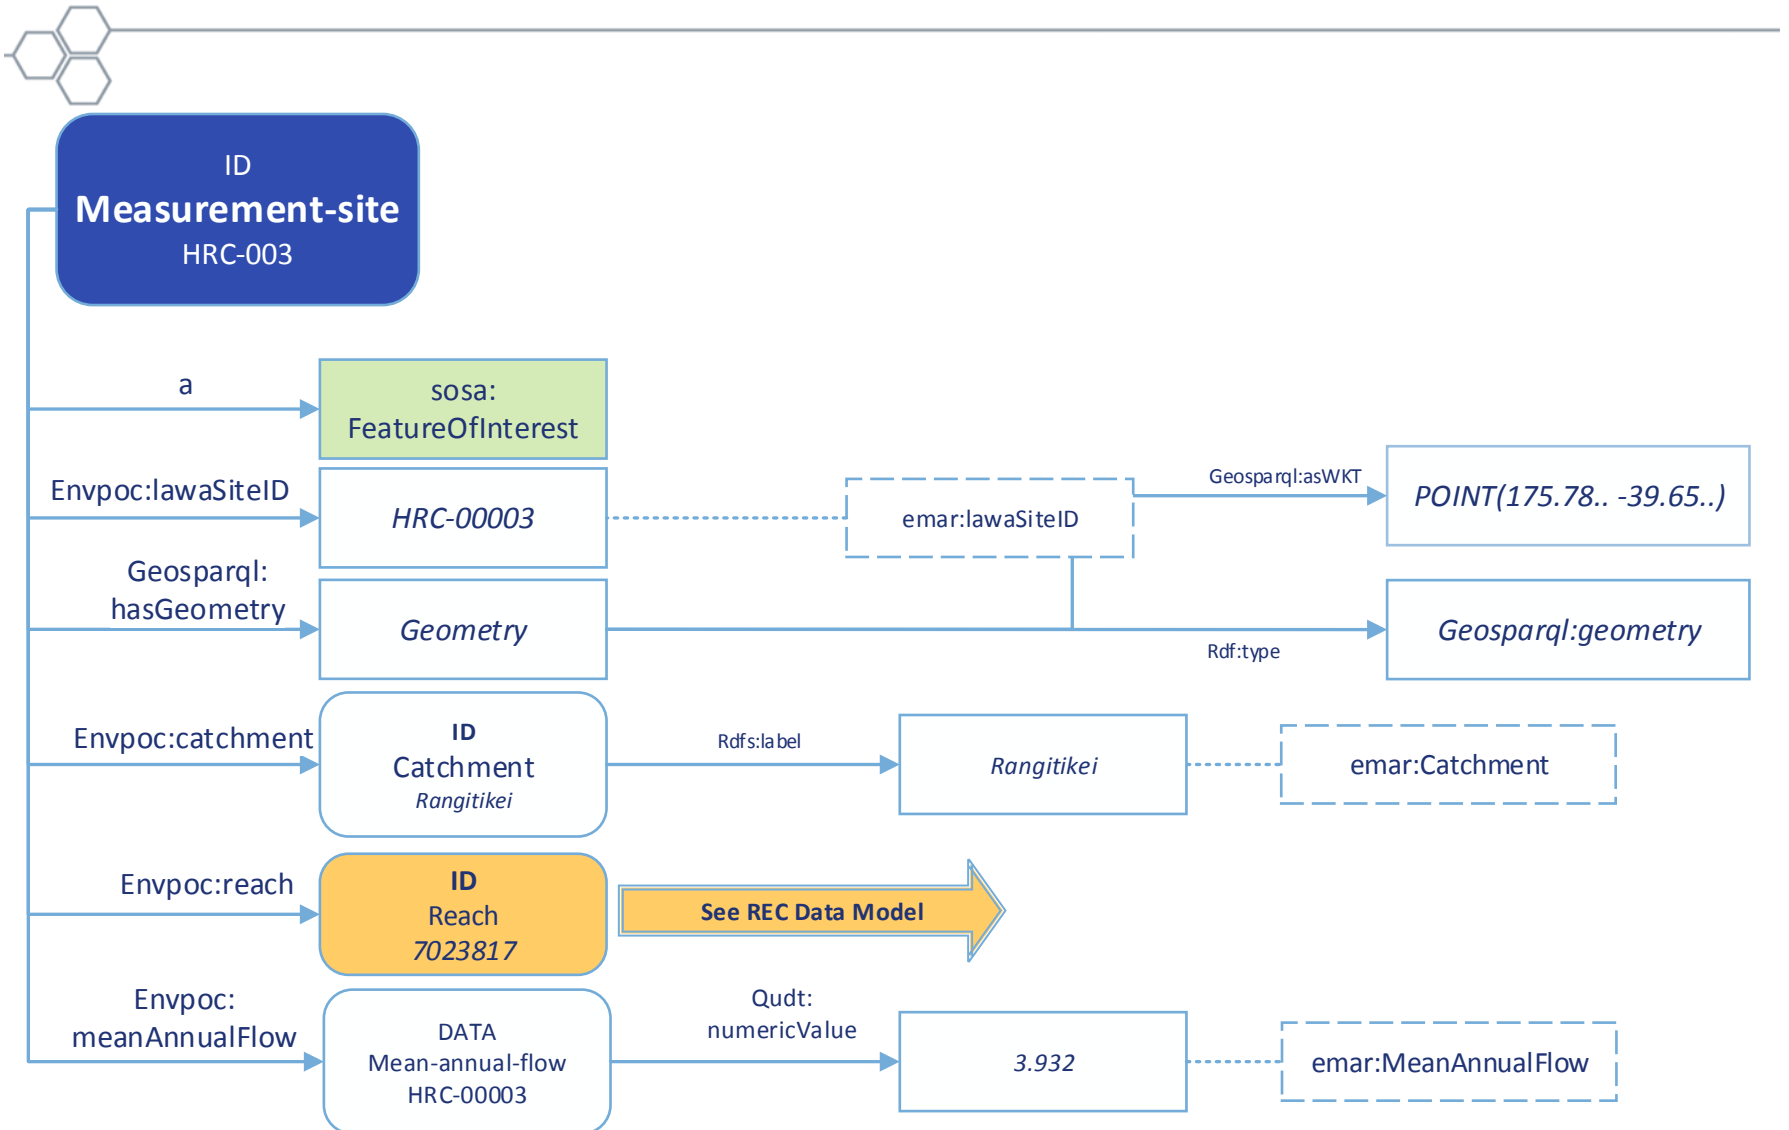 ID
Measurement-site
HRC-003
a
sosa:
FeatureOfInterest
Envpoc:lawaSiteID
HRC-00003
emar:lawaSiteID
Geosparql:asWKT
POINT(175.78.. -39.65..)
Geosparql:
hasGeometry
Geometry
Rdf:type
Geosparql:geometry
Envpoc:catchment
ID
Catchment
Rangitikei
Rdfs:label
Rangitikei
emar:Catchment
Envpoc:reach
ID
Reach
7023817
See REC Data Model
Envpoc:
meanAnnualFlow
DATA
Mean-annual-flow
HRC-00003
Qudt:
numericValue
3.932
emar:MeanAnnualFlow